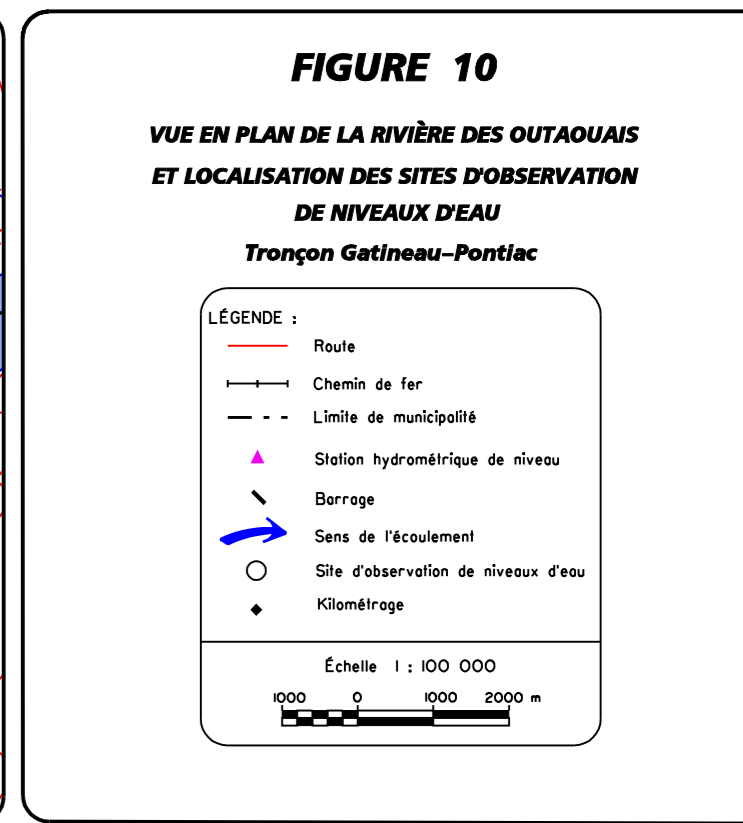 FIGURE 10
VUE EN PLAN DE LA RIVIÈRE DES OUTAOUAIS
ET LOCALISATION DES SITES D'OBSERVATION
DE NIVEAUX D'EAU
Tronçon Gatineau-Pontiac
LÉGENDE :
Route
Chemin de fer
Limite de municipalité
Station hydrométrique de niveau
Barrage
Sens de l'écoulement
Site d'observation de niveaux d'eau
Kilométrage
Échelle 1 : 100 000
1000 0 1000 2000 m